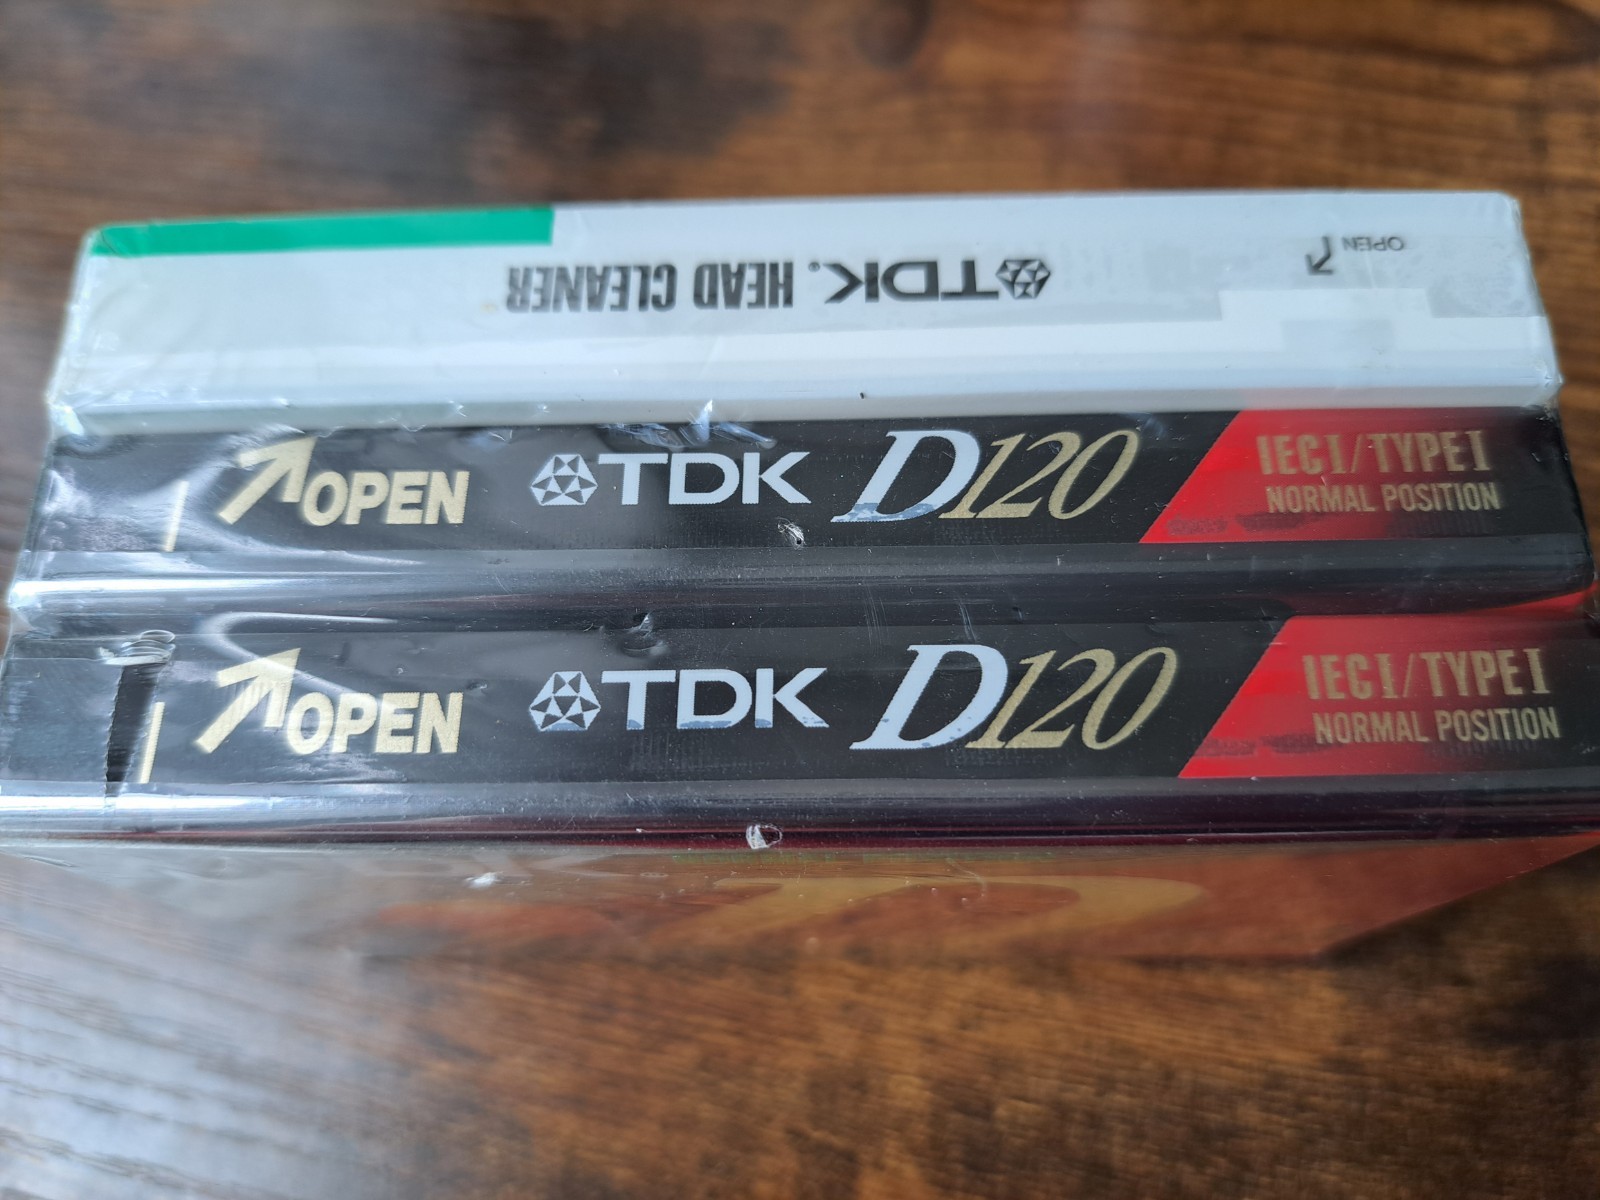 OPEN
TDK. HEAD CLEANER
OPEN TDK D120 IEC I/TYPE I
NORMAL POSITION
OPEN TDK D120 IEC I/TYPE I
NORMAL POSITION